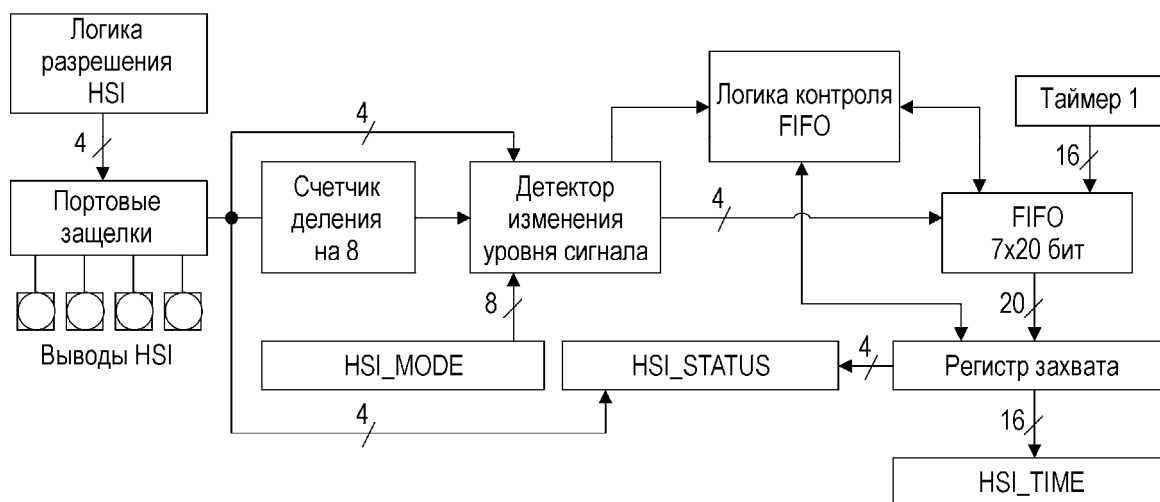 Логика
разрешения
HSI
4
Портовые
защелки
Выводы HSI
4
Счетчик
деления
на 8
Детектор
изменения
уровня сигнала
8
HSI_MODE
4
Логика контроля
FIFO
Таймер 1
16
4
FIFO
7x20 бит
20
HSI_STATUS
4
Регистр захвата
16
HSI_TIME